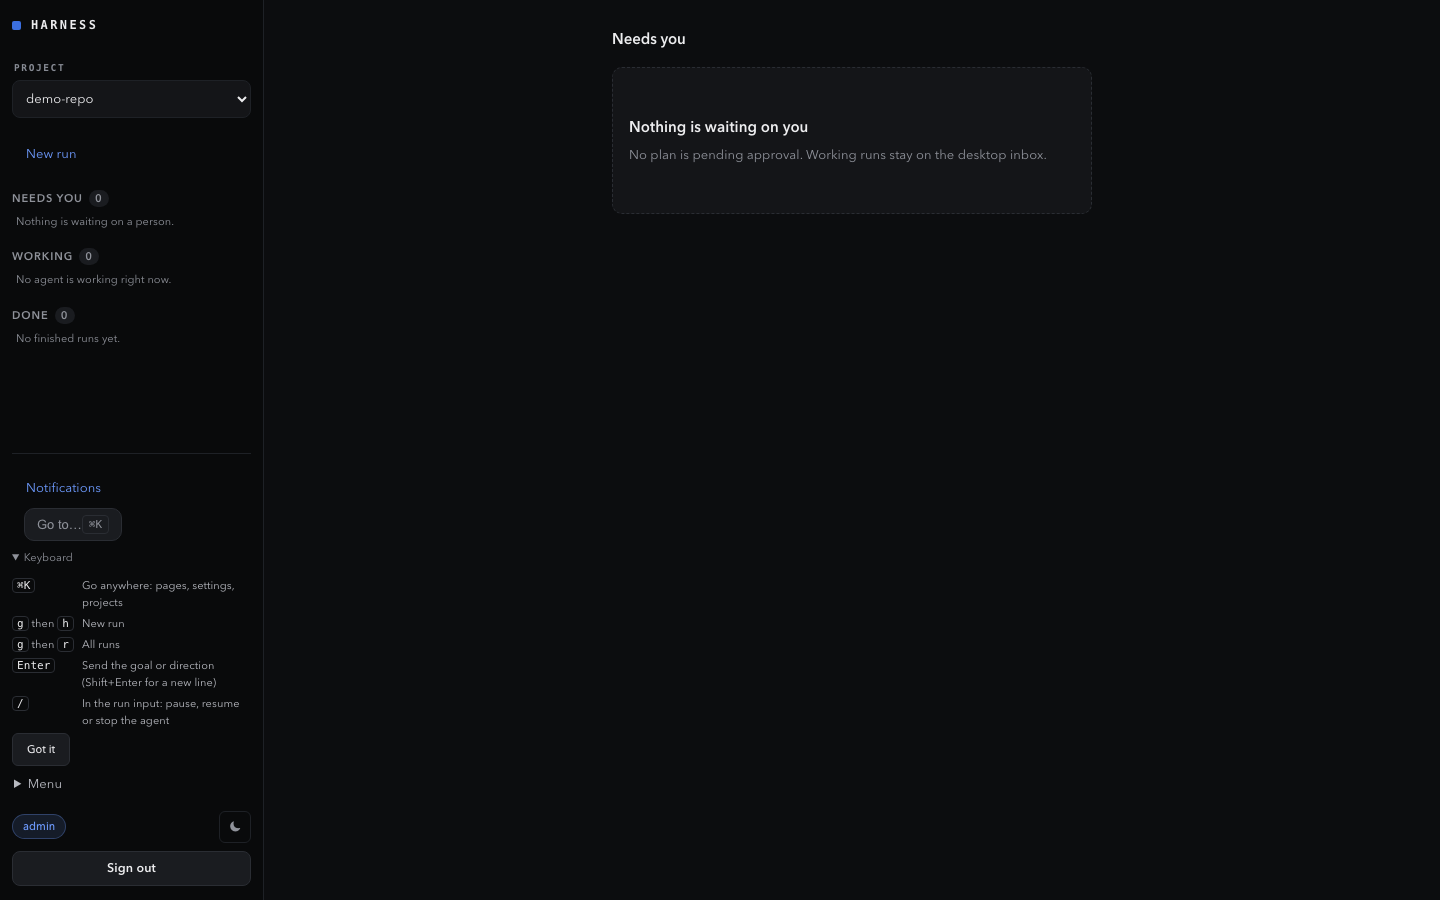 HARNESS
PROJECT
demo-repo
New run
NEEDS YOU 0
Nothing is waiting on a person.
WORKING 0
No agent is working right now.
DONE 0
No finished runs yet.
Notifications
Go to… ⌘K
Keyboard
⌘K Go anywhere: pages, settings,
projects
g then h New run
g then r All runs
Enter Send the goal or direction
(Shift+Enter for a new line)
/ In the run input: pause, resume
or stop the agent
Got it
Menu
admin
Sign out
Needs you
Nothing is waiting on you
No plan is pending approval. Working runs stay on the desktop inbox.